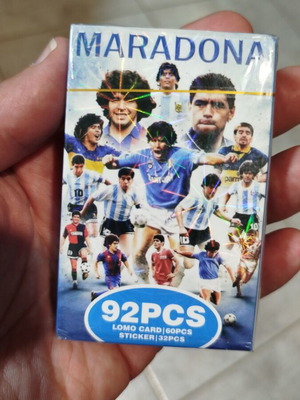 MARADONA
92PCS
LOMO CARD|60PCS
STICKER|32PCS